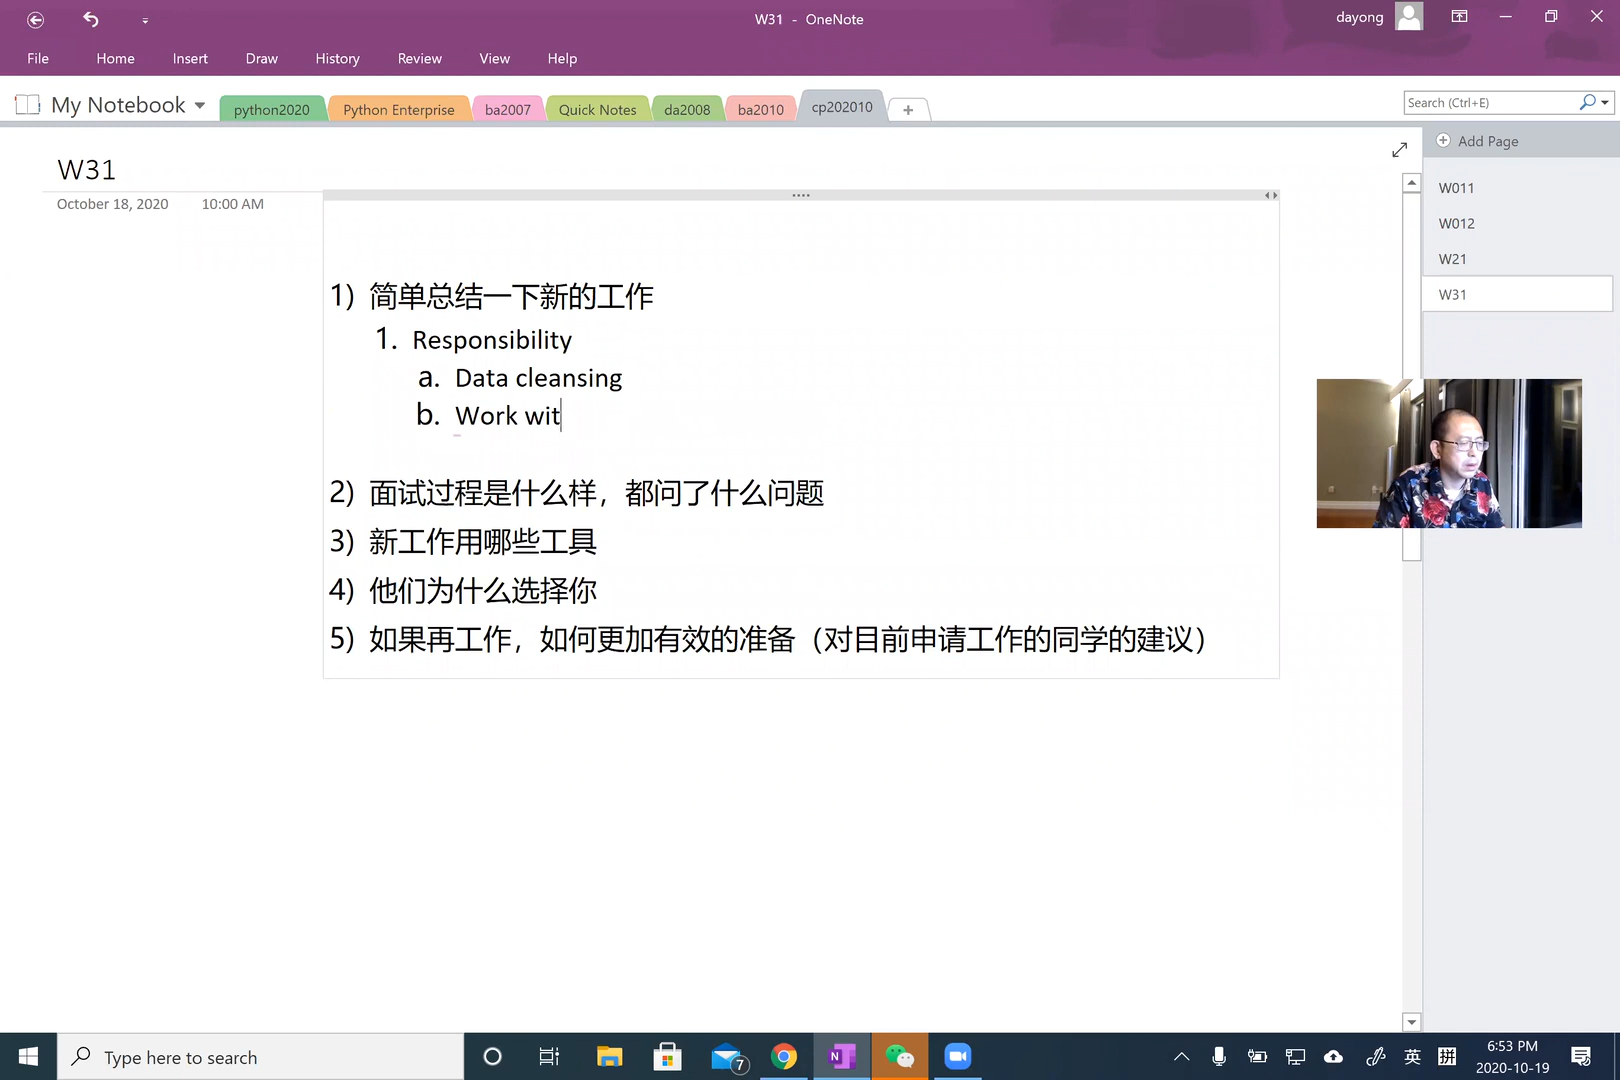 W31 - OneNote
dayong
File Home Insert Draw History Review View Help
My Notebook python2020 Python Enterprise ba2007 Quick Notes da2008 ba2010 cp202010
Search (Ctrl+E)
Add Page
W31
October 18, 2020 10:00 AM
W011
W012
W21
W31
1) 简单总结一下新的工作
1. Responsibility
a. Data cleansing
b. Work wit
2) 面试过程是什么样，都问了什么问题
3) 新工作用哪些工具
4) 他们为什么选择你
5) 如果再工作，如何更加有效的准备（对目前申请工作的同学的建议）
Type here to search
7
N
英
拼
6:53 PM
2020-10-19